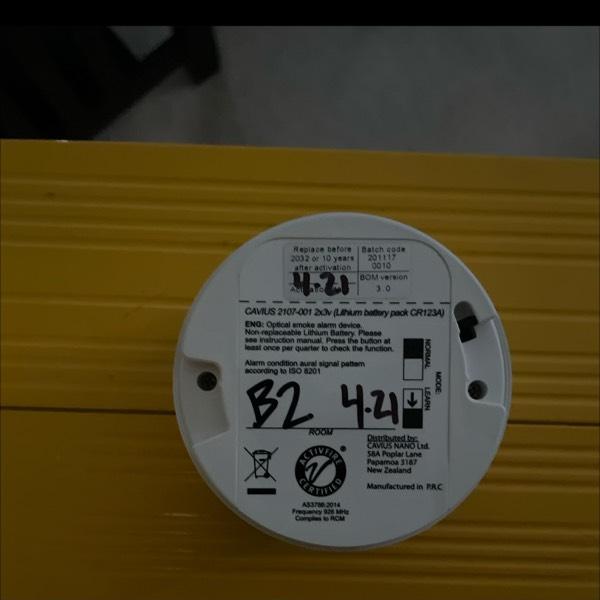 Replace before
2032 or 10 years
after activation
4.21
Batch code
201117
0010
BOM version
3.0
CAVIUS 2107-001 2x3v (Lithium battery pack CR123A)
ENG: Optical smoke alarm device.
Non-replaceable Lithium Battery. Please
see instruction manual. Press the button at
least once per quarter to check the function.
Alarm condition aural signal pattern
according to ISO 8201
NORMAL
MODE:
LEARN
B2 4.21
ROOM
Distributed by:
CAVIUS NANO Ltd.
58A Poplar Lane
Papamoa 3187
New Zealand
Manufactured in P.R.C
ACTIVFIRE
CERTIFIED
®
AS3786:2014
Frequency 926 MHz
Complies to RCM